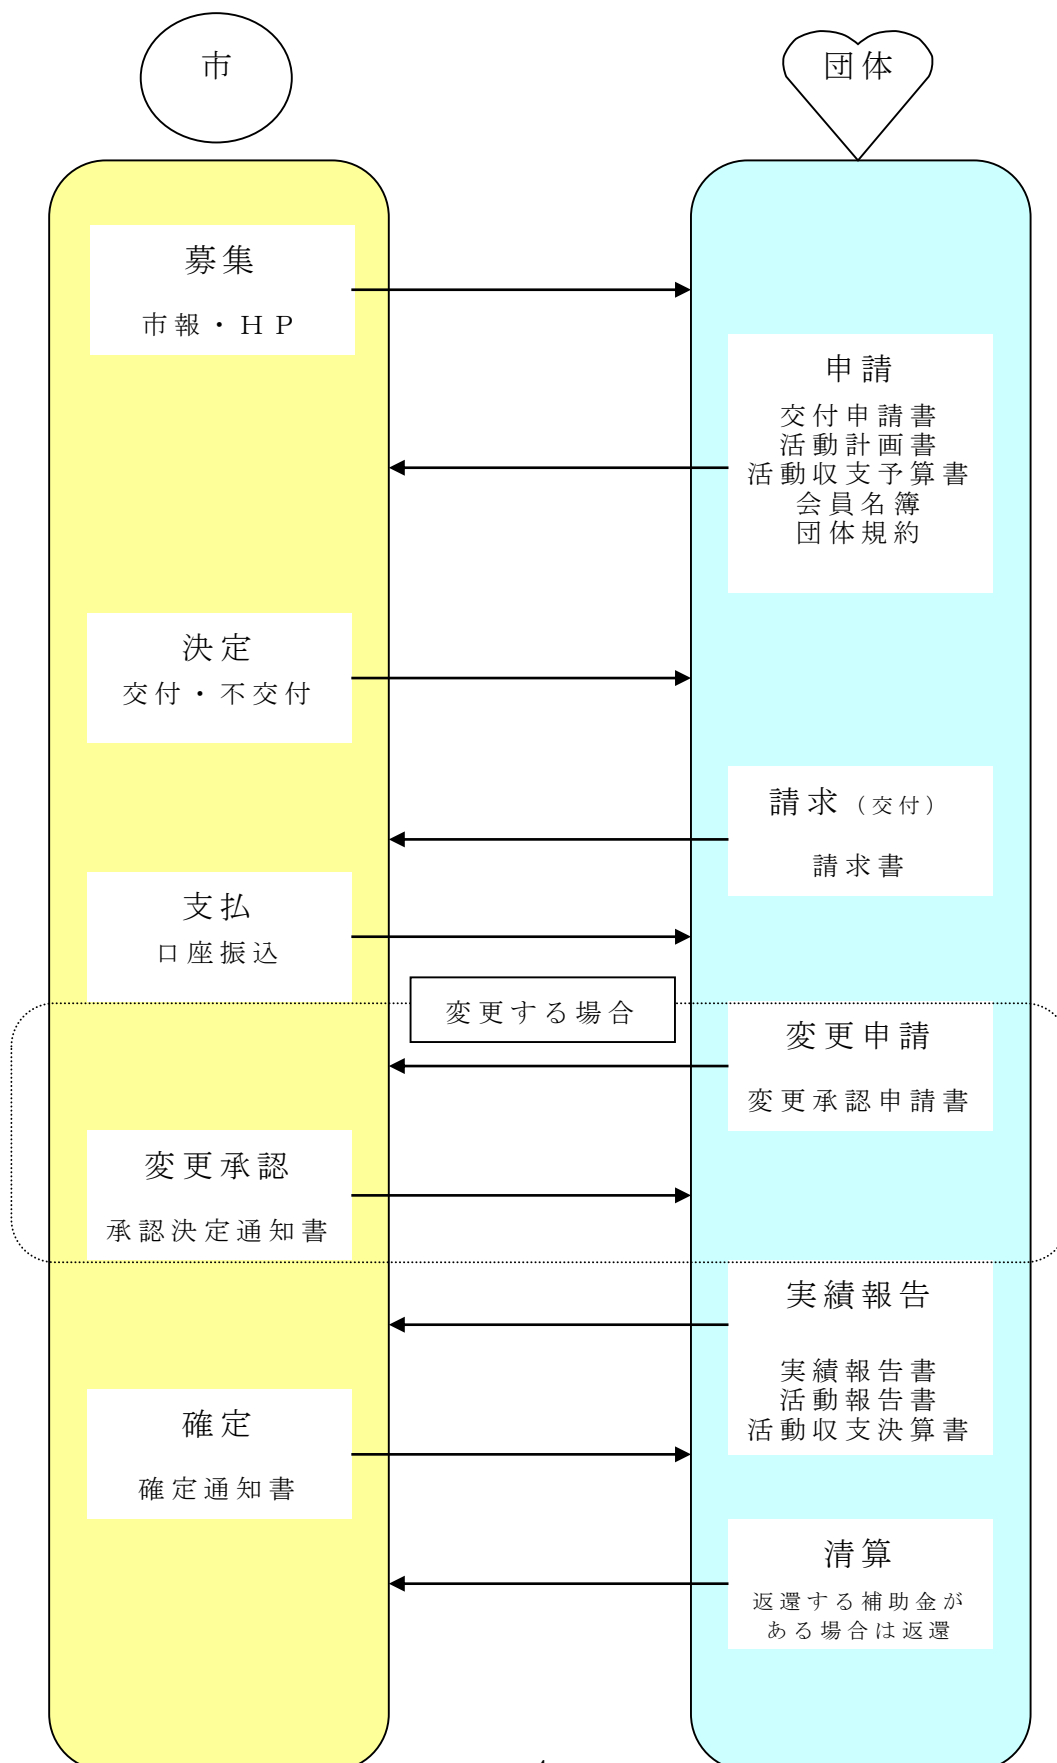 市
団体
募集
市報・ＨＰ
申請
交付申請書
活動計画書
活動収支予算書
会員名簿
団体規約
決定
交付・不交付
請求（交付）
請求書
支払
口座振込
変更する場合
変更申請
変更承認申請書
変更承認
承認決定通知書
実績報告
実績報告書
活動報告書
活動収支決算書
確定
確定通知書
清算
返還する補助金が
ある場合は返還